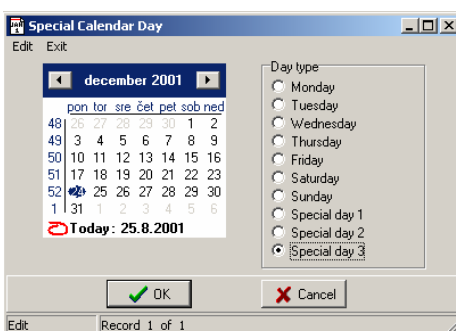 Special Calendar Day
Edit Exit
december 2001
pon tor sre čet pet sob ned
48 26 27 28 29 30 1 2
49 3 4 5 6 7 8 9
50 10 11 12 13 14 15 16
51 17 18 19 20 21 22 23
52 24 25 26 27 28 29 30
1 31 1 2 3 4 5 6
Today: 25.8.2001
Day type
Monday
Tuesday
Wednesday
Thursday
Friday
Saturday
Sunday
Special day 1
Special day 2
Special day 3
OK
Cancel
Edit Record 1 of 1